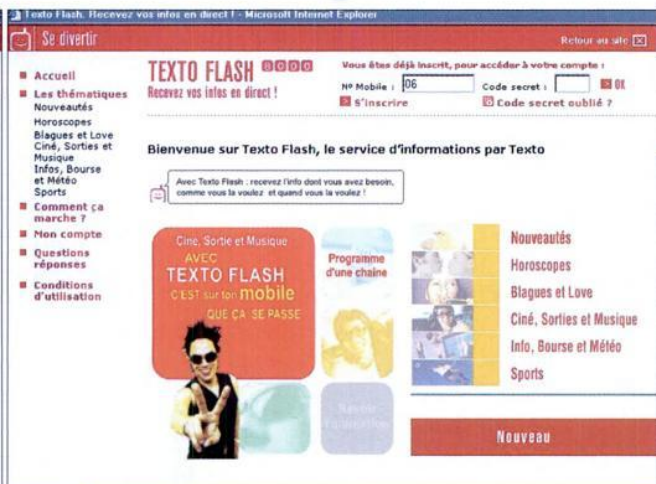 Texto Flash. Recevez vos infos en direct ! - Microsoft Internet Explorer
Se divertir
Retour au site
Accueil
Les thématiques
Nouveautés
Horoscopes
Blagues et Love
Ciné, Sorties et
Musique
Infos, Bourse
et Météo
Sports
Comment ça
marche ?
Mon compte
Questions
réponses
Conditions
d'utilisation
TEXTO FLASH
Recevez vos infos en direct !
Vous êtes déjà inscrit, pour accéder à votre compte :
N° Mobile : 06 Code secret : OK
S'inscrire Code secret oublié ?
Bienvenue sur Texto Flash, le service d'informations par Texto
Avec Texto Flash : recevez l'info dont vous avez besoin,
comme vous la voulez et quand vous la voulez !
Ciné, Sortie et Musique
AVEC
TEXTO FLASH
C'EST sur ton mobile
QUE ÇA SE PASSE
Programme
d'une chaîne
Nouveautés
Horoscopes
Blagues et Love
Ciné, Sorties et Musique
Info, Bourse et Météo
Sports
Nouveau